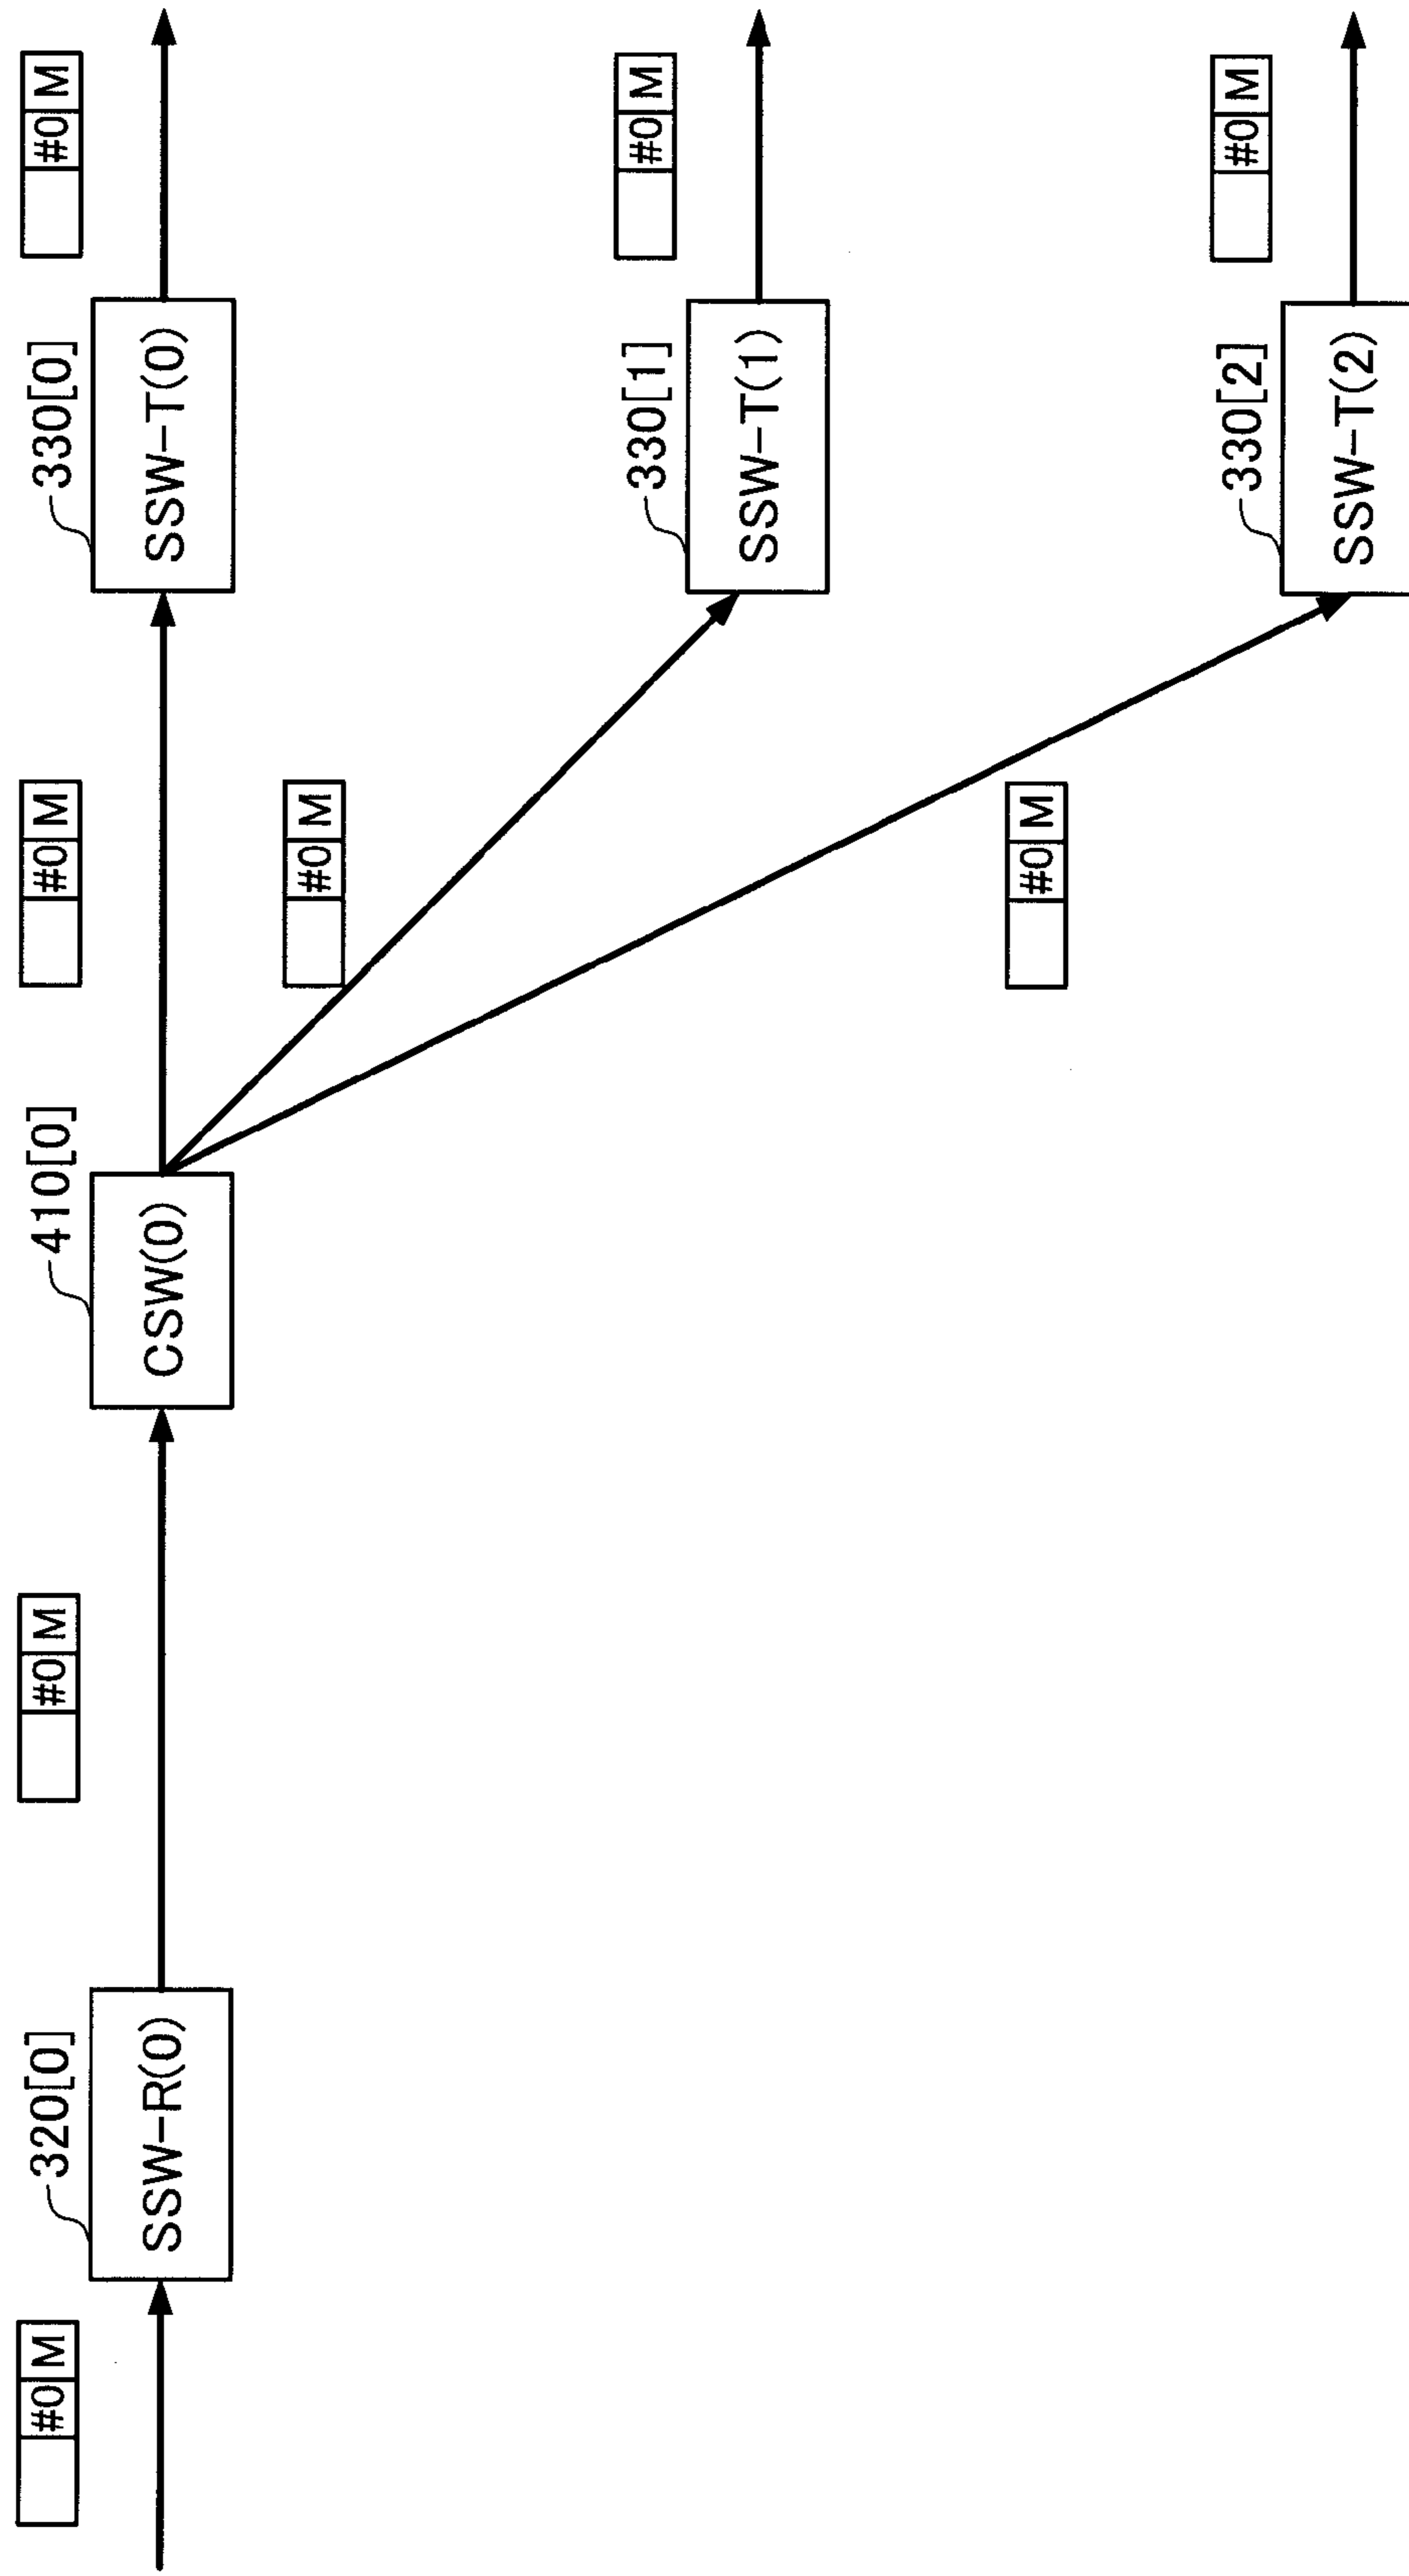 #0 M
320[0]
SSW-R(0)
#0 M
410[0]
CSW(0)
#0 M
#0 M
#0 M
330[0]
SSW-T(0)
#0 M
330[1]
SSW-T(1)
#0 M
330[2]
SSW-T(2)
#0 M